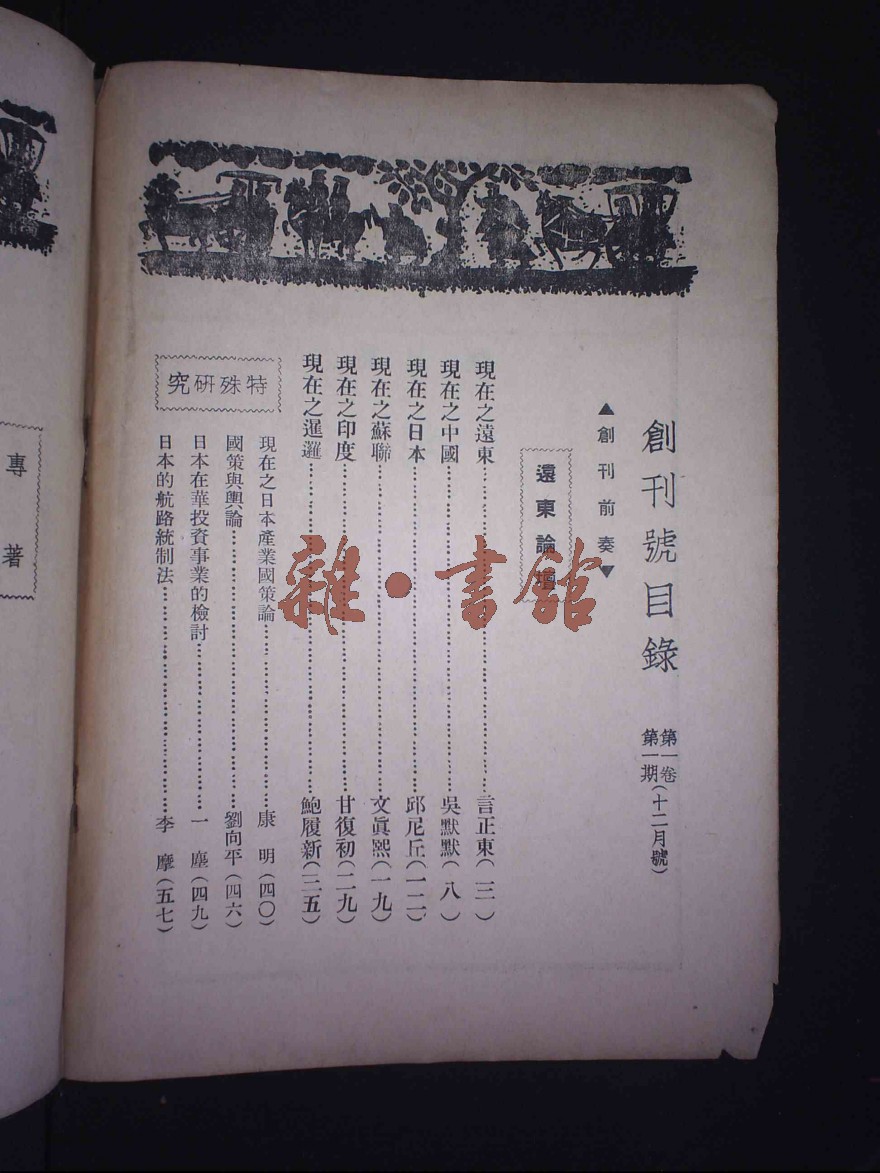 創刊號目錄
第一卷
第一期(十二月號)
▲創刊前奏▼
遠東論壇
現在之遠東……言正東(三)
現在之中國……吳默默(八)
現在之日本……邱尼丘(一二)
現在之蘇聯……文眞熙(一九)
現在之印度……甘復初(二九)
現在之暹邏……鮑履新(三五)
特殊研究
現在之日本產業國策論……康明(四〇)
國策與輿論……劉向平(四六)
日本在華投資事業的檢討……一塵(四九)
日本的航路統制法……李摩(五七)
專著
雜·書館